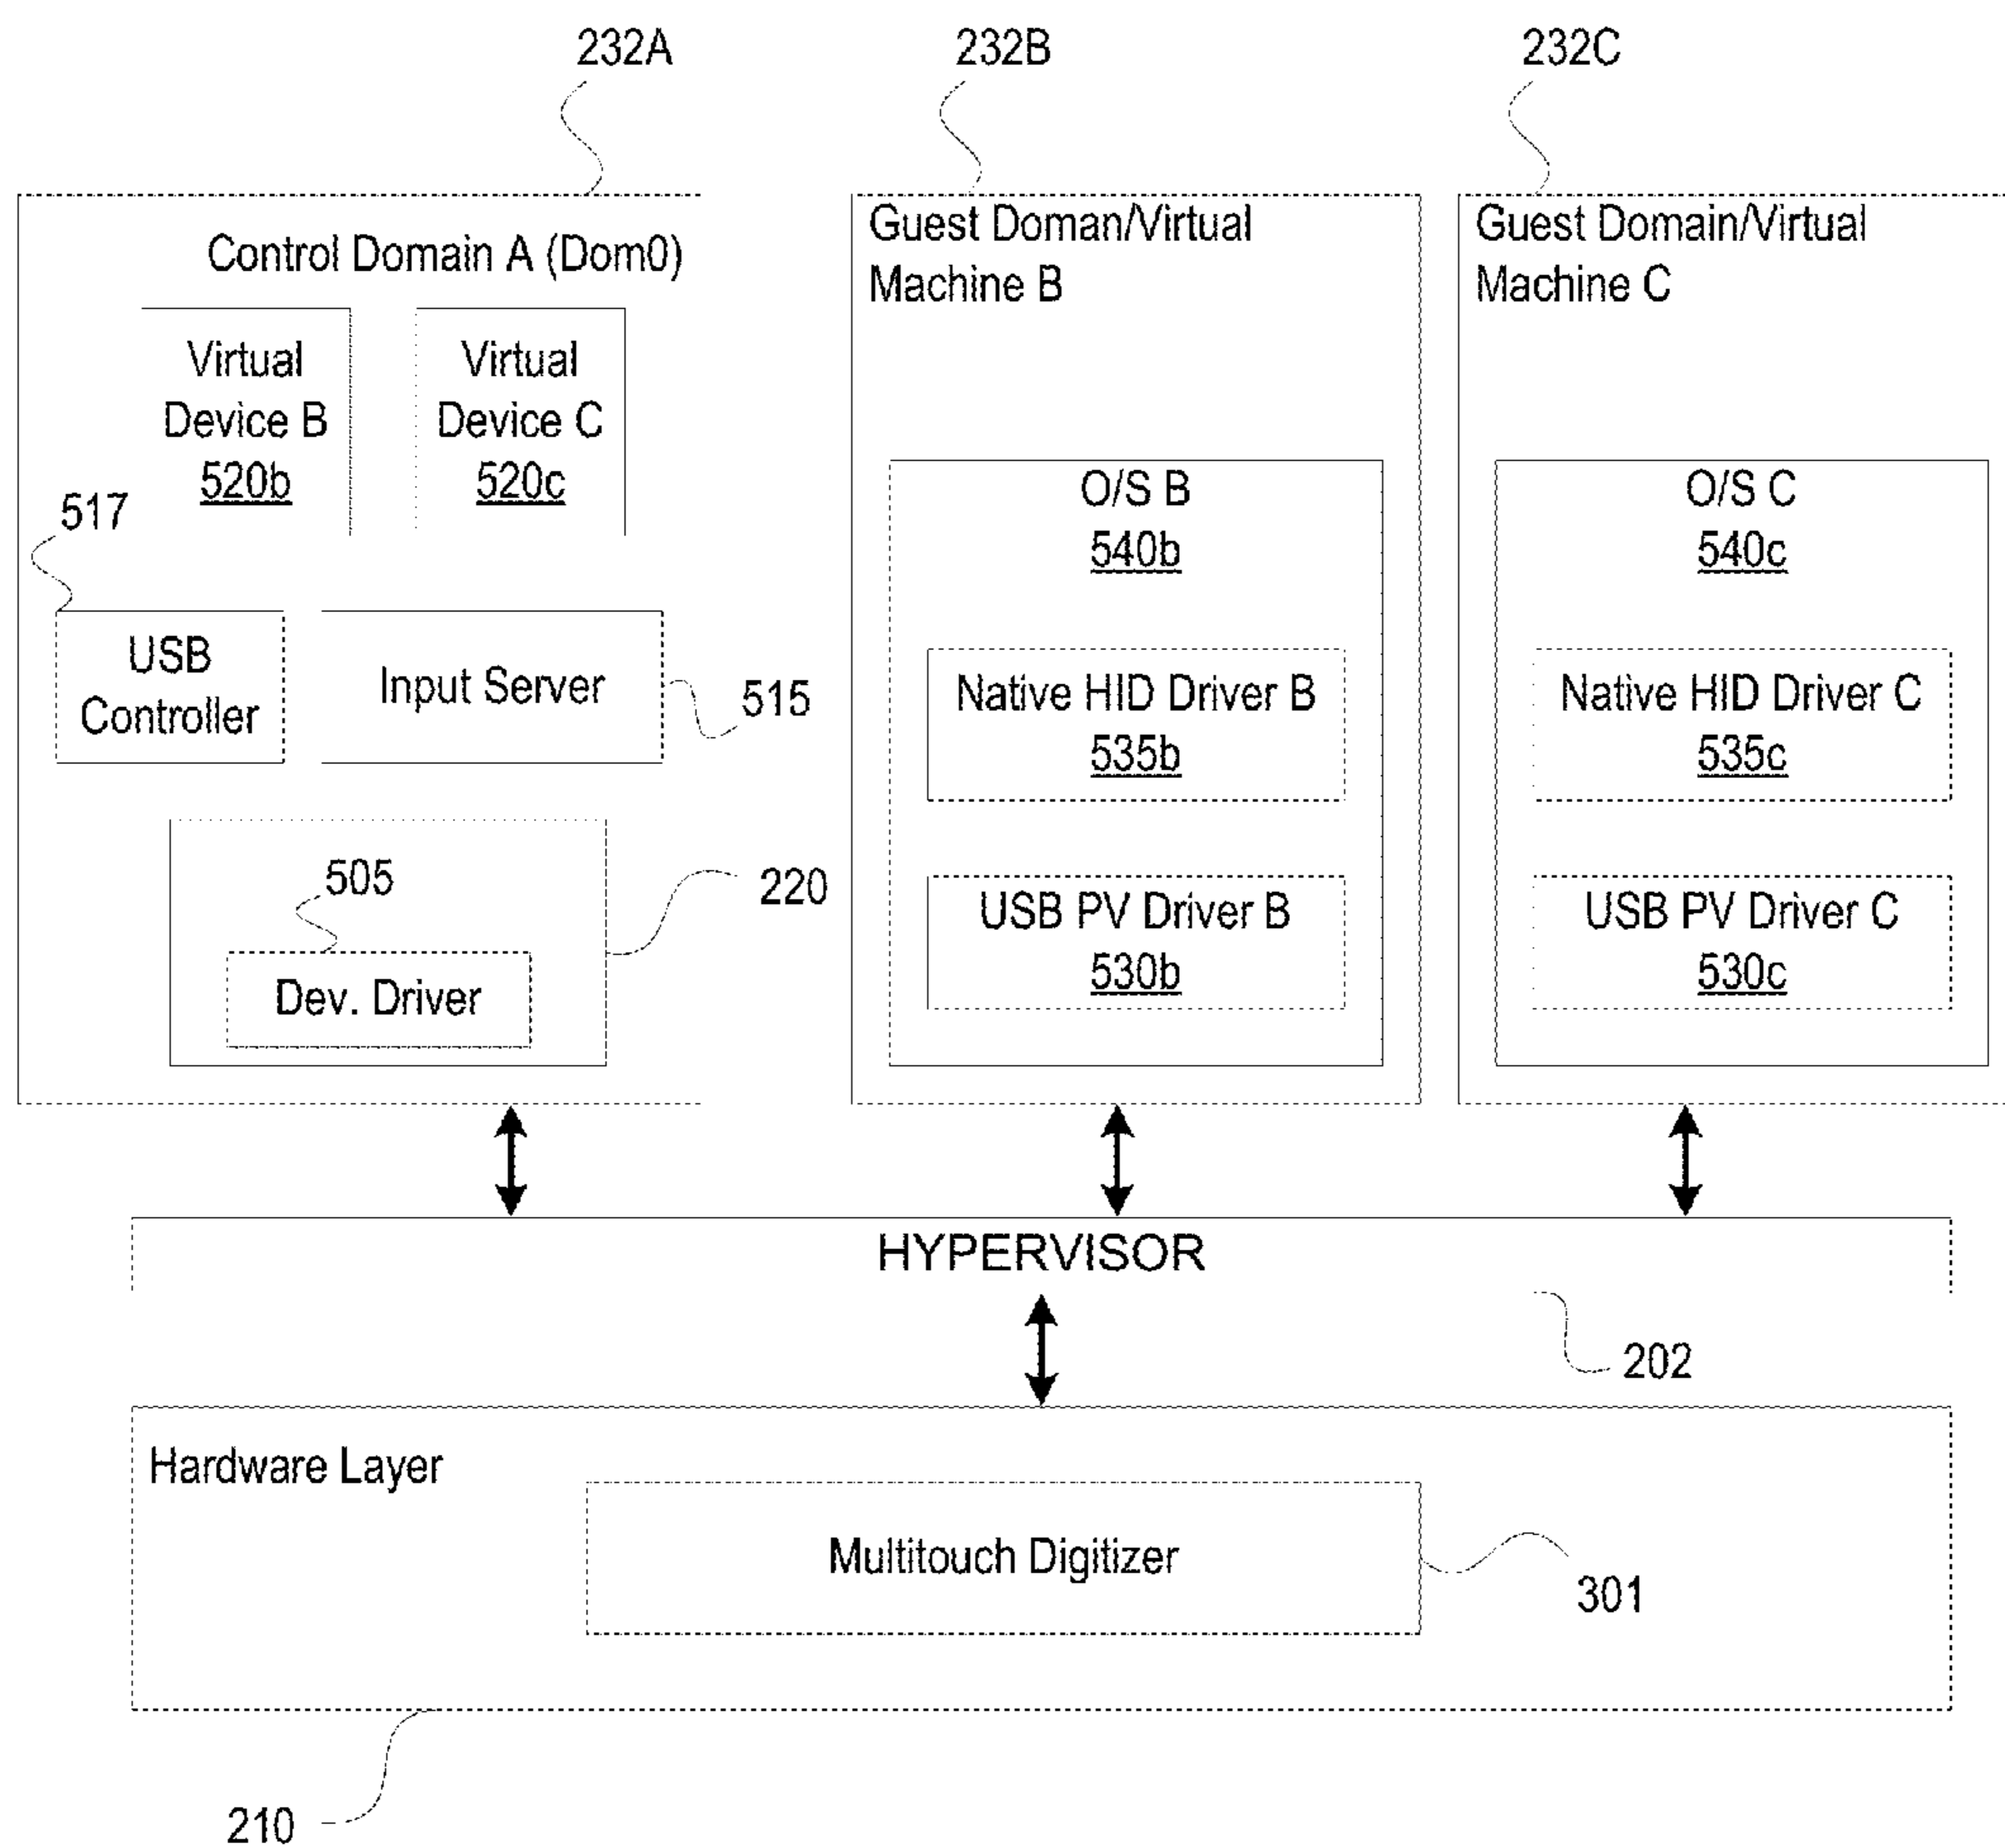 232A
232B
232C
Control Domain A (Dom0)
Virtual
Device B
520b
Virtual
Device C
520c
517
USB
Controller
Input Server
515
505
Dev. Driver
220
Guest Doman/Virtual
Machine B
O/S B
540b
Native HID Driver B
535b
USB PV Driver B
530b
Guest Domain/Virtual
Machine C
O/S C
540c
Native HID Driver C
535c
USB PV Driver C
530c
HYPERVISOR
202
Hardware Layer
Multitouch Digitizer
301
210